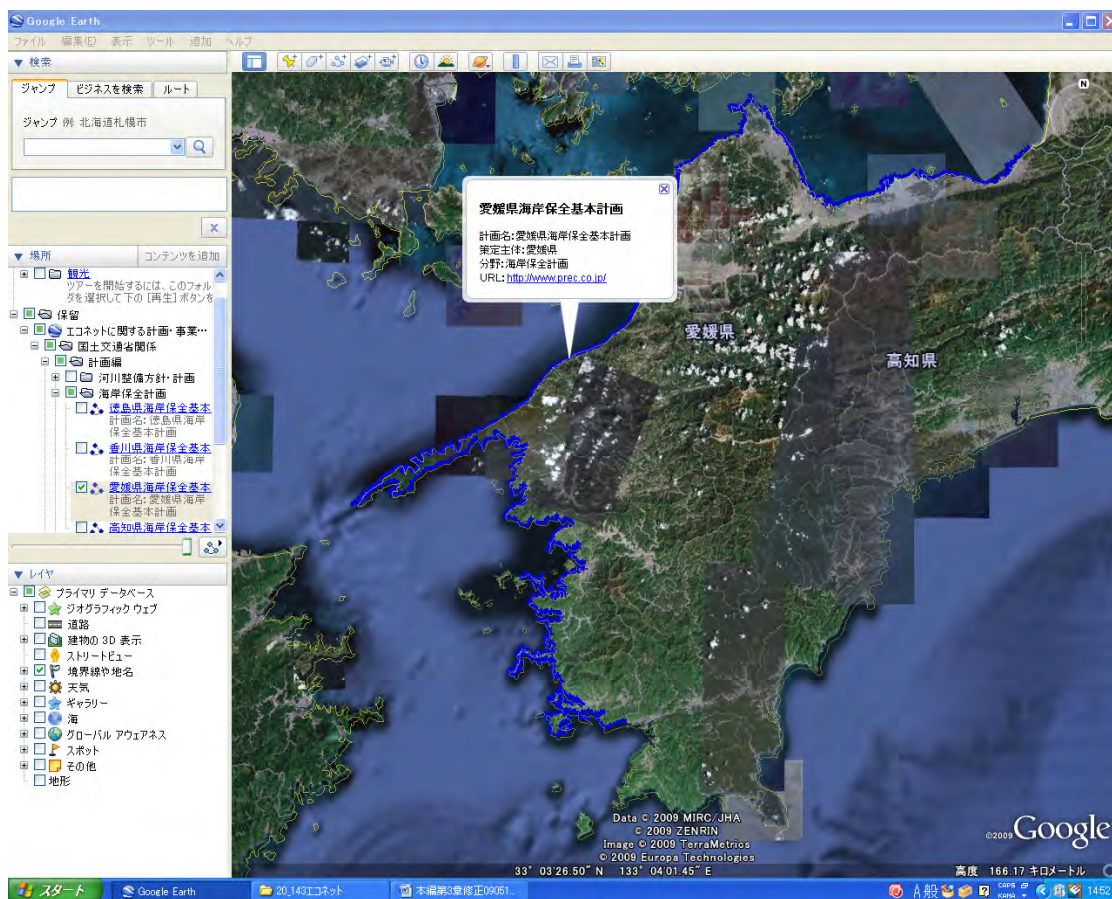 Google Earth
ファイル 編集(E) 表示 ツール 追加 ヘルプ
▼ 検索
ジャンプ ビジネスを検索 ルート
ジャンプ 例 北海道札幌市
▼ 場所 コンテンツを追加
観光
ツアーを開始するには、このフォル
ダを選択して下の [再生] ボタンを
保留
エコネットに関する計画・事業…
国土交通省関係
計画編
河川整備方針・計画
海岸保全計画
徳島県海岸保全基本
計画名: 徳島県海岸
保全基本計画
香川県海岸保全基本
計画名: 香川県海岸
保全基本計画
愛媛県海岸保全基本
計画名: 愛媛県海岸
保全基本計画
高知県海岸保全基本
▼ レイヤ
プライマリ データベース
ジオグラフィック ウェブ
道路
建物の 3D 表示
ストリートビュー
境界線や地名
天気
ギャラリー
海
グローバル アウェアネス
スポット
その他
地形
N
愛媛県海岸保全基本計画
計画名:愛媛県海岸保全基本計画
策定主体:愛媛県
分野:海岸保全計画
URL: http://www.prec.co.jp/
愛媛県
高知県
Data © 2009 MIRC/JHA
© 2009 ZENRIN
Image © 2009 TerraMetrics
© 2009 Europa Technologies
©2009 Google
33° 03'26.50" N 133° 04'01.45" E
高度 166.17 キロメートル
スタート
Google Earth
20_143エコネット
本編第3章修正09051...
A 般
CAPS
KANA
14:52